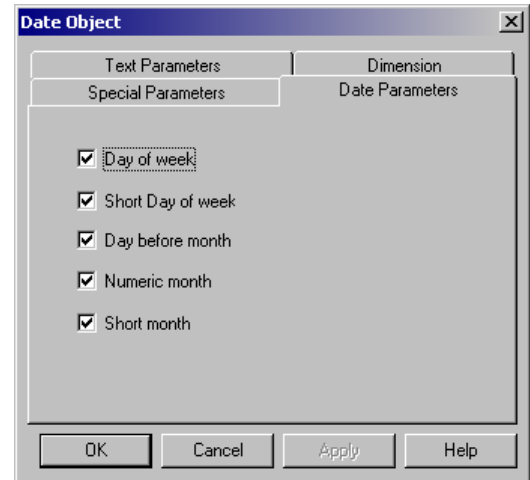 Date Object
Text Parameters Dimension
Special Parameters Date Parameters
Day of week
Short Day of week
Day before month
Numeric month
Short month
OK Cancel Apply Help